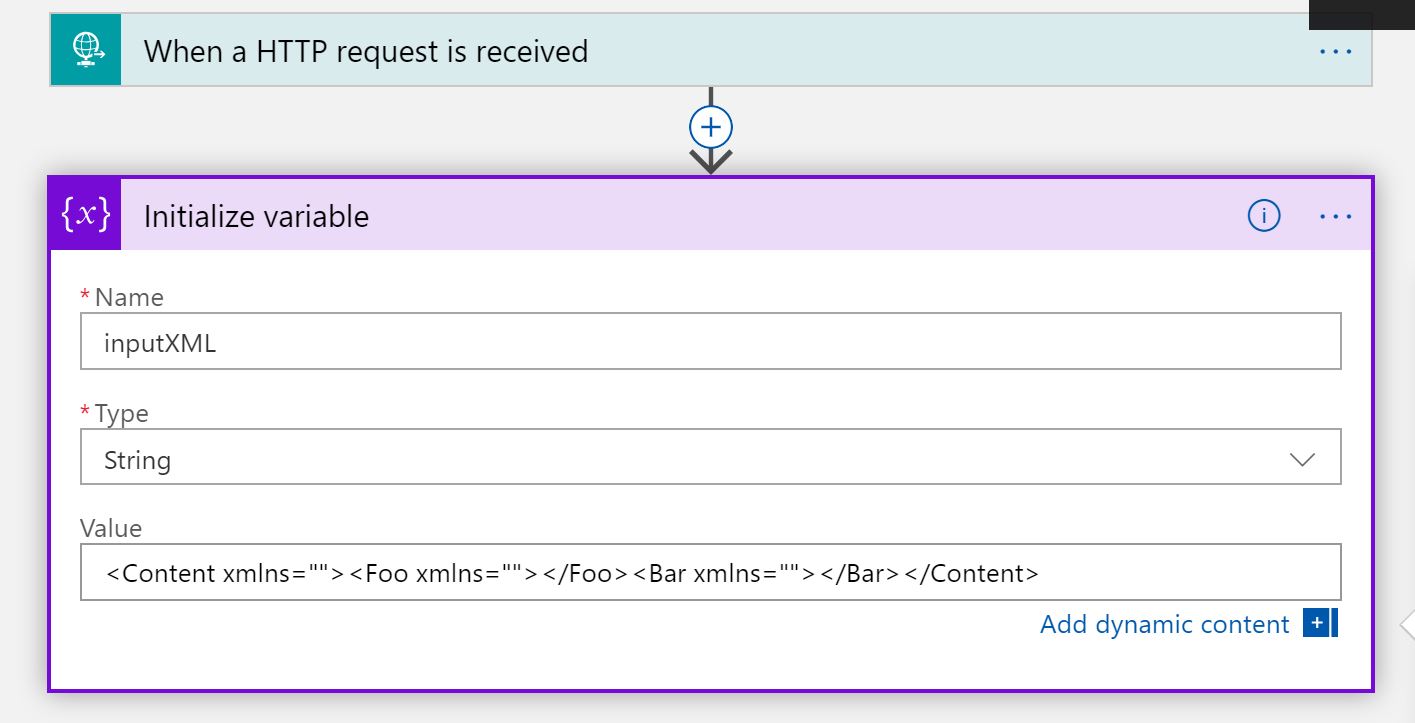 When a HTTP request is received
...
{x}
Initialize variable
i
...
* Name
inputXML
* Type
String
Value
<Content xmlns=""><Foo xmlns=""></Foo><Bar xmlns=""></Bar></Content>
Add dynamic content